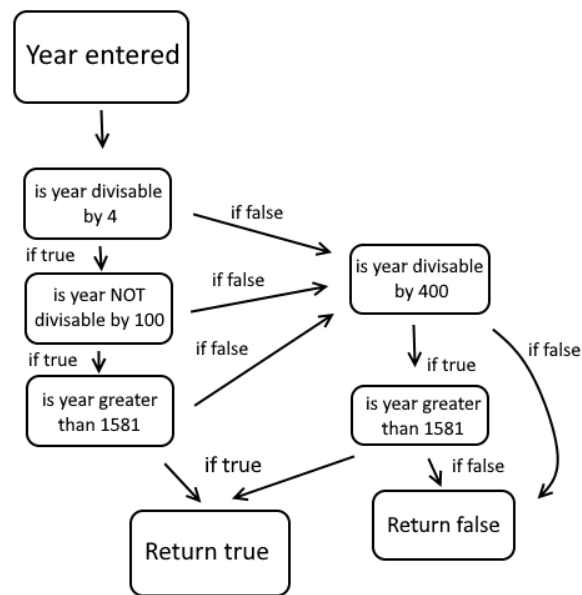 Year entered
is year divisable
by 4
if false
if true
is year NOT
divisable by 100
if false
is year divisable
by 400
if true
if false
if true
if false
is year greater
than 1581
is year greater
than 1581
if true
if false
Return true
Return false